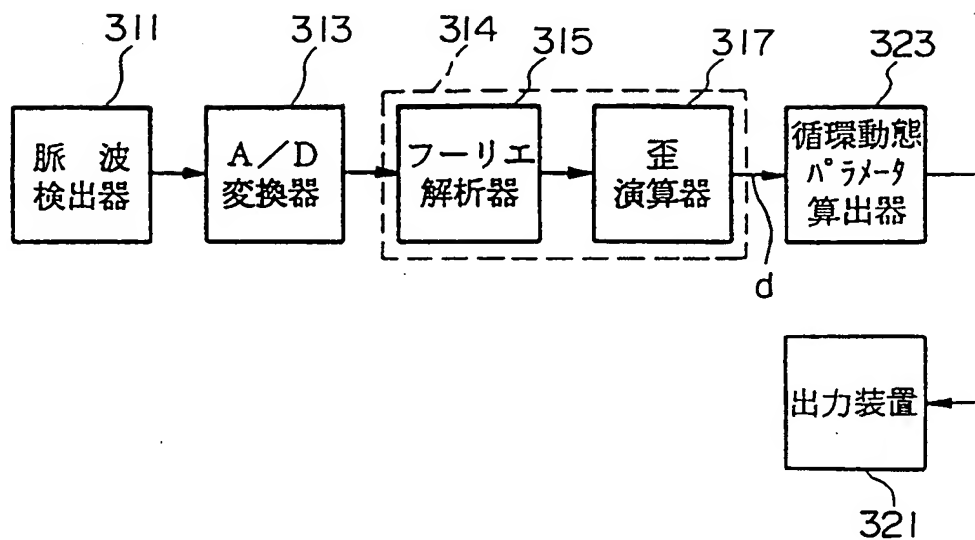 311
313
314
315
317
323
脈 波
検出器
A/D
変換器
フーリエ
解析器
歪
演算器
循環動態
パラメータ
算出器
d
出力装置
321